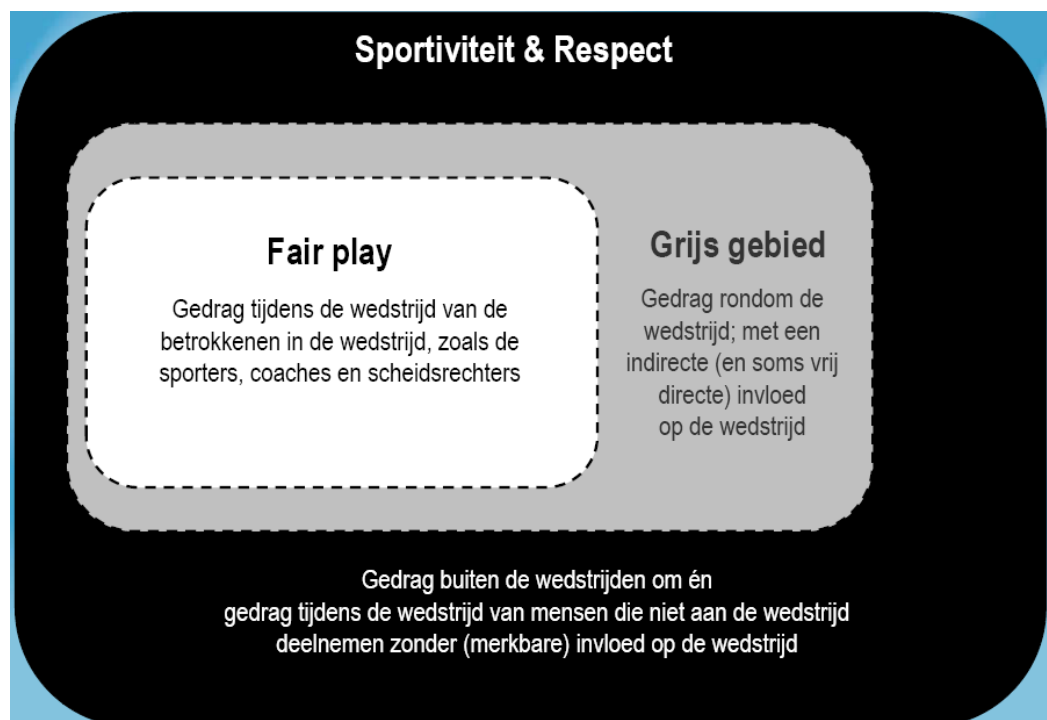 Sportiviteit & Respect
Fair play
Gedrag tijdens de wedstrijd van de
betrokkenen in de wedstrijd, zoals de
sporters, coaches en scheidsrechters
Grijs gebied
Gedrag rondom de
wedstrijd; met een
indirecte (en soms vrij
directe) invloed
op de wedstrijd
Gedrag buiten de wedstrijden om én
gedrag tijdens de wedstrijd van mensen die niet aan de wedstrijd
deelnemen zonder (merkbare) invloed op de wedstrijd